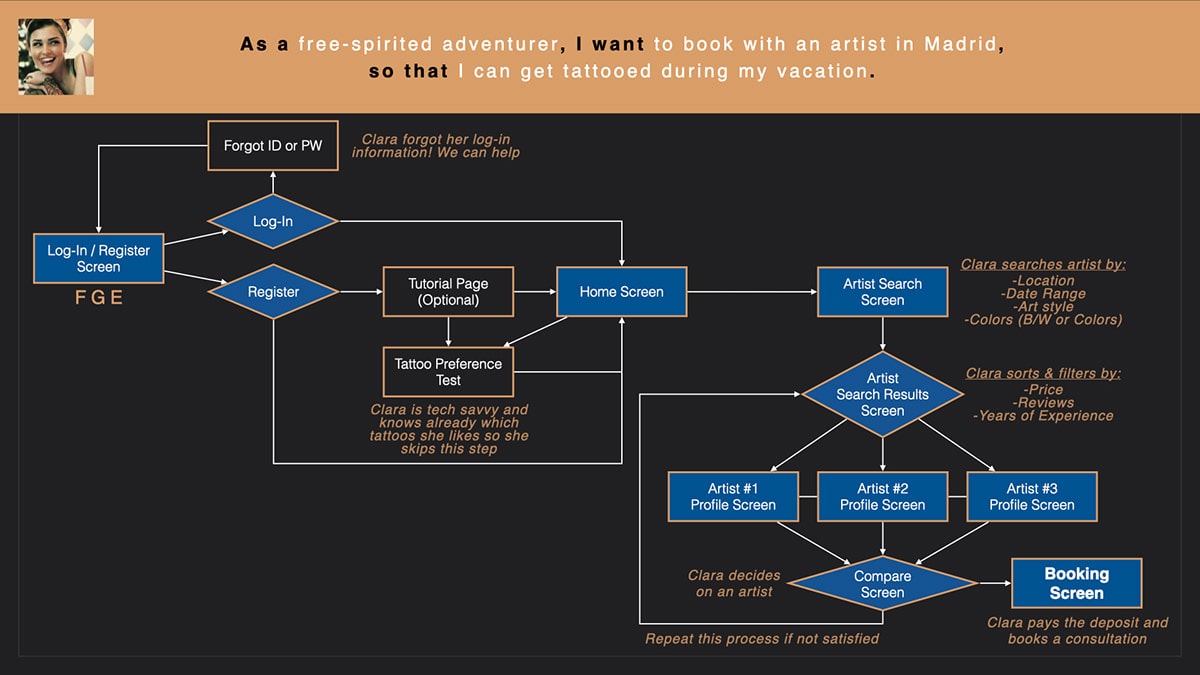 As a free-spirited adventurer, I want to book with an artist in Madrid,
so that I can get tattooed during my vacation.
Forgot ID or PW
Clara forgot her log-in
information! We can help
Log-In
Log-In / Register
Screen
FGE
Register
Tutorial Page
(Optional)
Home Screen
Tattoo Preference
Test
Clara is tech savvy and
knows already which
tattoos she likes so she
skips this step
Artist Search
Screen
Clara searches artist by:
-Location
-Date Range
-Art style
-Colors (B/W or Colors)
Artist
Search Results
Screen
Clara sorts & filters by:
-Price
-Reviews
-Years of Experience
Artist #1
Profile Screen
Artist #2
Profile Screen
Artist #3
Profile Screen
Clara decides
on an artist
Compare
Screen
Booking
Screen
Repeat this process if not satisfied
Clara pays the deposit and
books a consultation